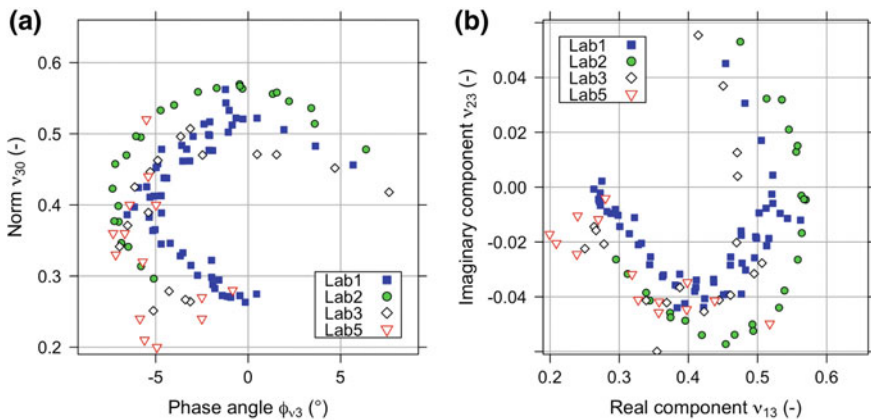 (a)
Norm ν30 (-)
0.6
0.5
0.4
0.3
0.2
-5
0
5
Phase angle ϕν3 (°)
Lab1
Lab2
Lab3
Lab5
(b)
Imaginary component ν23 (-)
0.04
0.02
0.00
-0.02
-0.04
0.2
0.3
0.4
0.5
0.6
Real component ν13 (-)
Lab1
Lab2
Lab3
Lab5